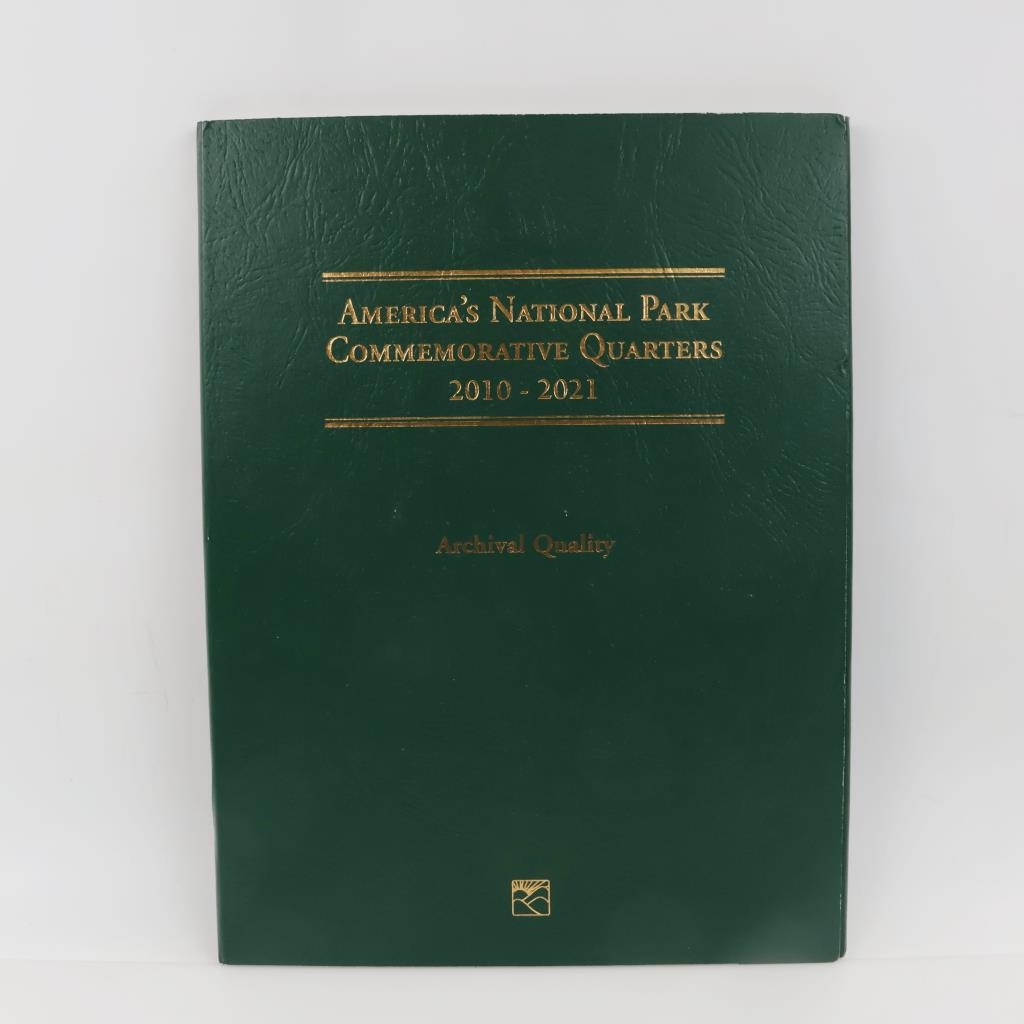 America's National Park
Commemorative Quarters
2010 - 2021
Archival Quality